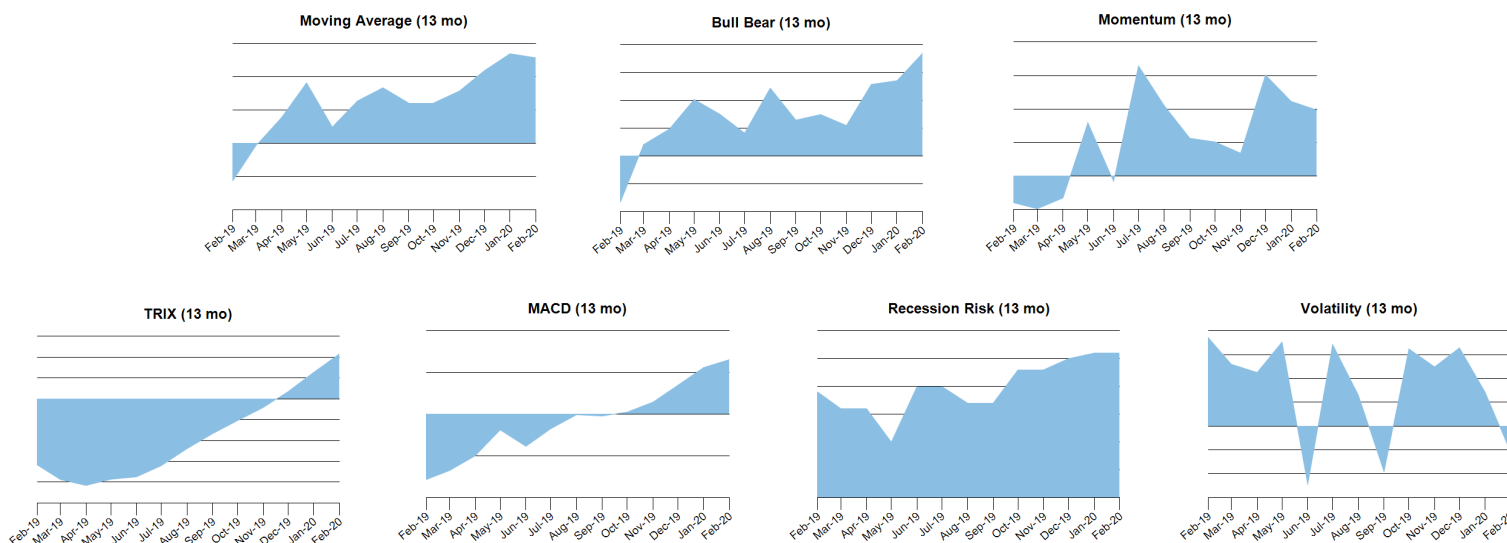 Moving Average (13 mo)
Feb-19 Mar-19 Apr-19 May-19 Jun-19 Jul-19 Aug-19 Sep-19 Oct-19 Nov-19 Dec-19 Jan-20 Feb-20
Bull Bear (13 mo)
Feb-19 Mar-19 Apr-19 May-19 Jun-19 Jul-19 Aug-19 Sep-19 Oct-19 Nov-19 Dec-19 Jan-20 Feb-20
Momentum (13 mo)
Feb-19 Mar-19 Apr-19 May-19 Jun-19 Jul-19 Aug-19 Sep-19 Oct-19 Nov-19 Dec-19 Jan-20 Feb-20
TRIX (13 mo)
Feb-19 Mar-19 Apr-19 May-19 Jun-19 Jul-19 Aug-19 Sep-19 Oct-19 Nov-19 Dec-19 Jan-20 Feb-20
MACD (13 mo)
Feb-19 Mar-19 Apr-19 May-19 Jun-19 Jul-19 Aug-19 Sep-19 Oct-19 Nov-19 Dec-19 Jan-20 Feb-20
Recession Risk (13 mo)
Feb-19 Mar-19 Apr-19 May-19 Jun-19 Jul-19 Aug-19 Sep-19 Oct-19 Nov-19 Dec-19 Jan-20 Feb-20
Volatility (13 mo)
Feb-19 Mar-19 Apr-19 May-19 Jun-19 Jul-19 Aug-19 Sep-19 Oct-19 Nov-19 Dec-19 Jan-20 Feb-20